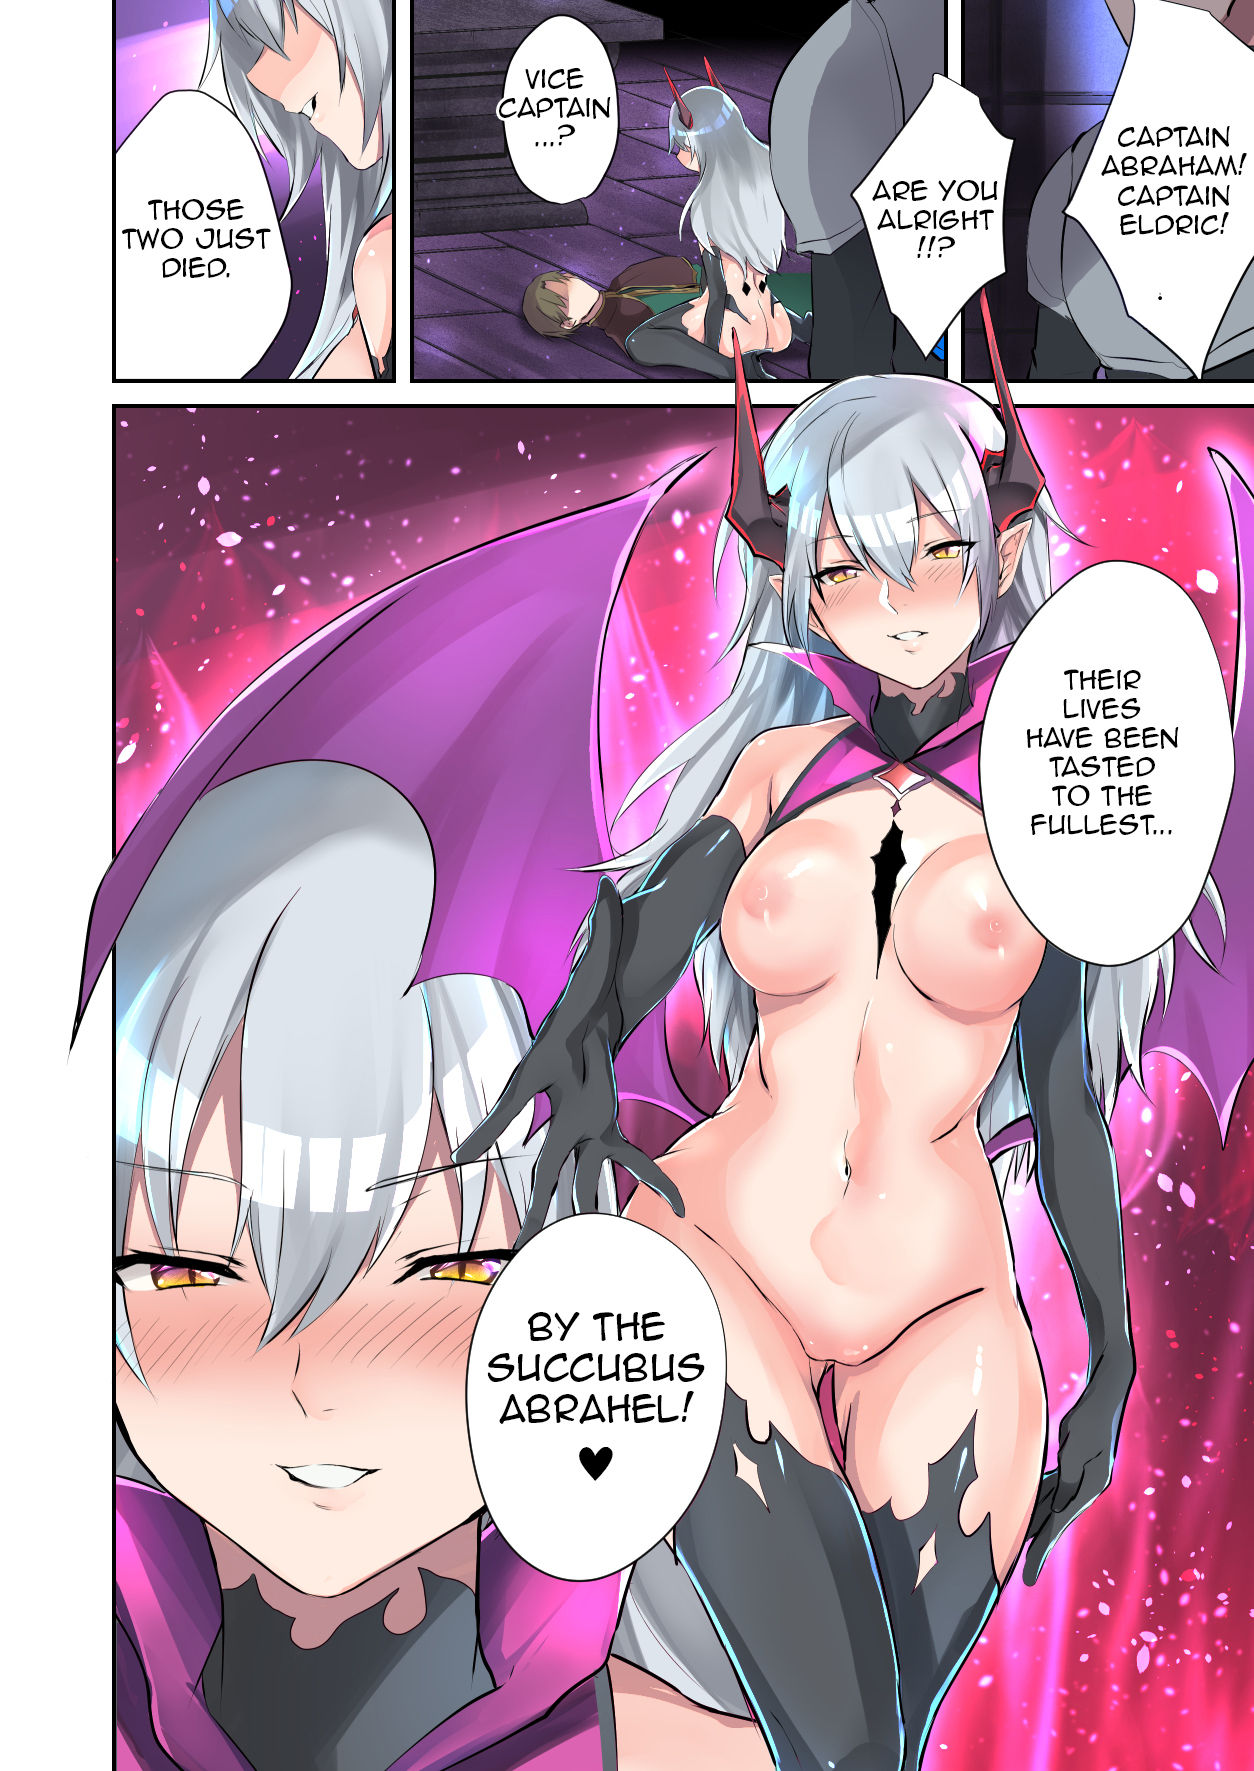 CAPTAIN
ABRAHAM!
CAPTAIN
ELDRIC!
ARE YOU
ALRIGHT
!!?
VICE
CAPTAIN
...?
THOSE
TWO JUST
DIED.
THEIR
LIVES
HAVE BEEN
TASTED
TO THE
FULLEST...
BY THE
SUCCUBUS
ABRAHEL!
♥